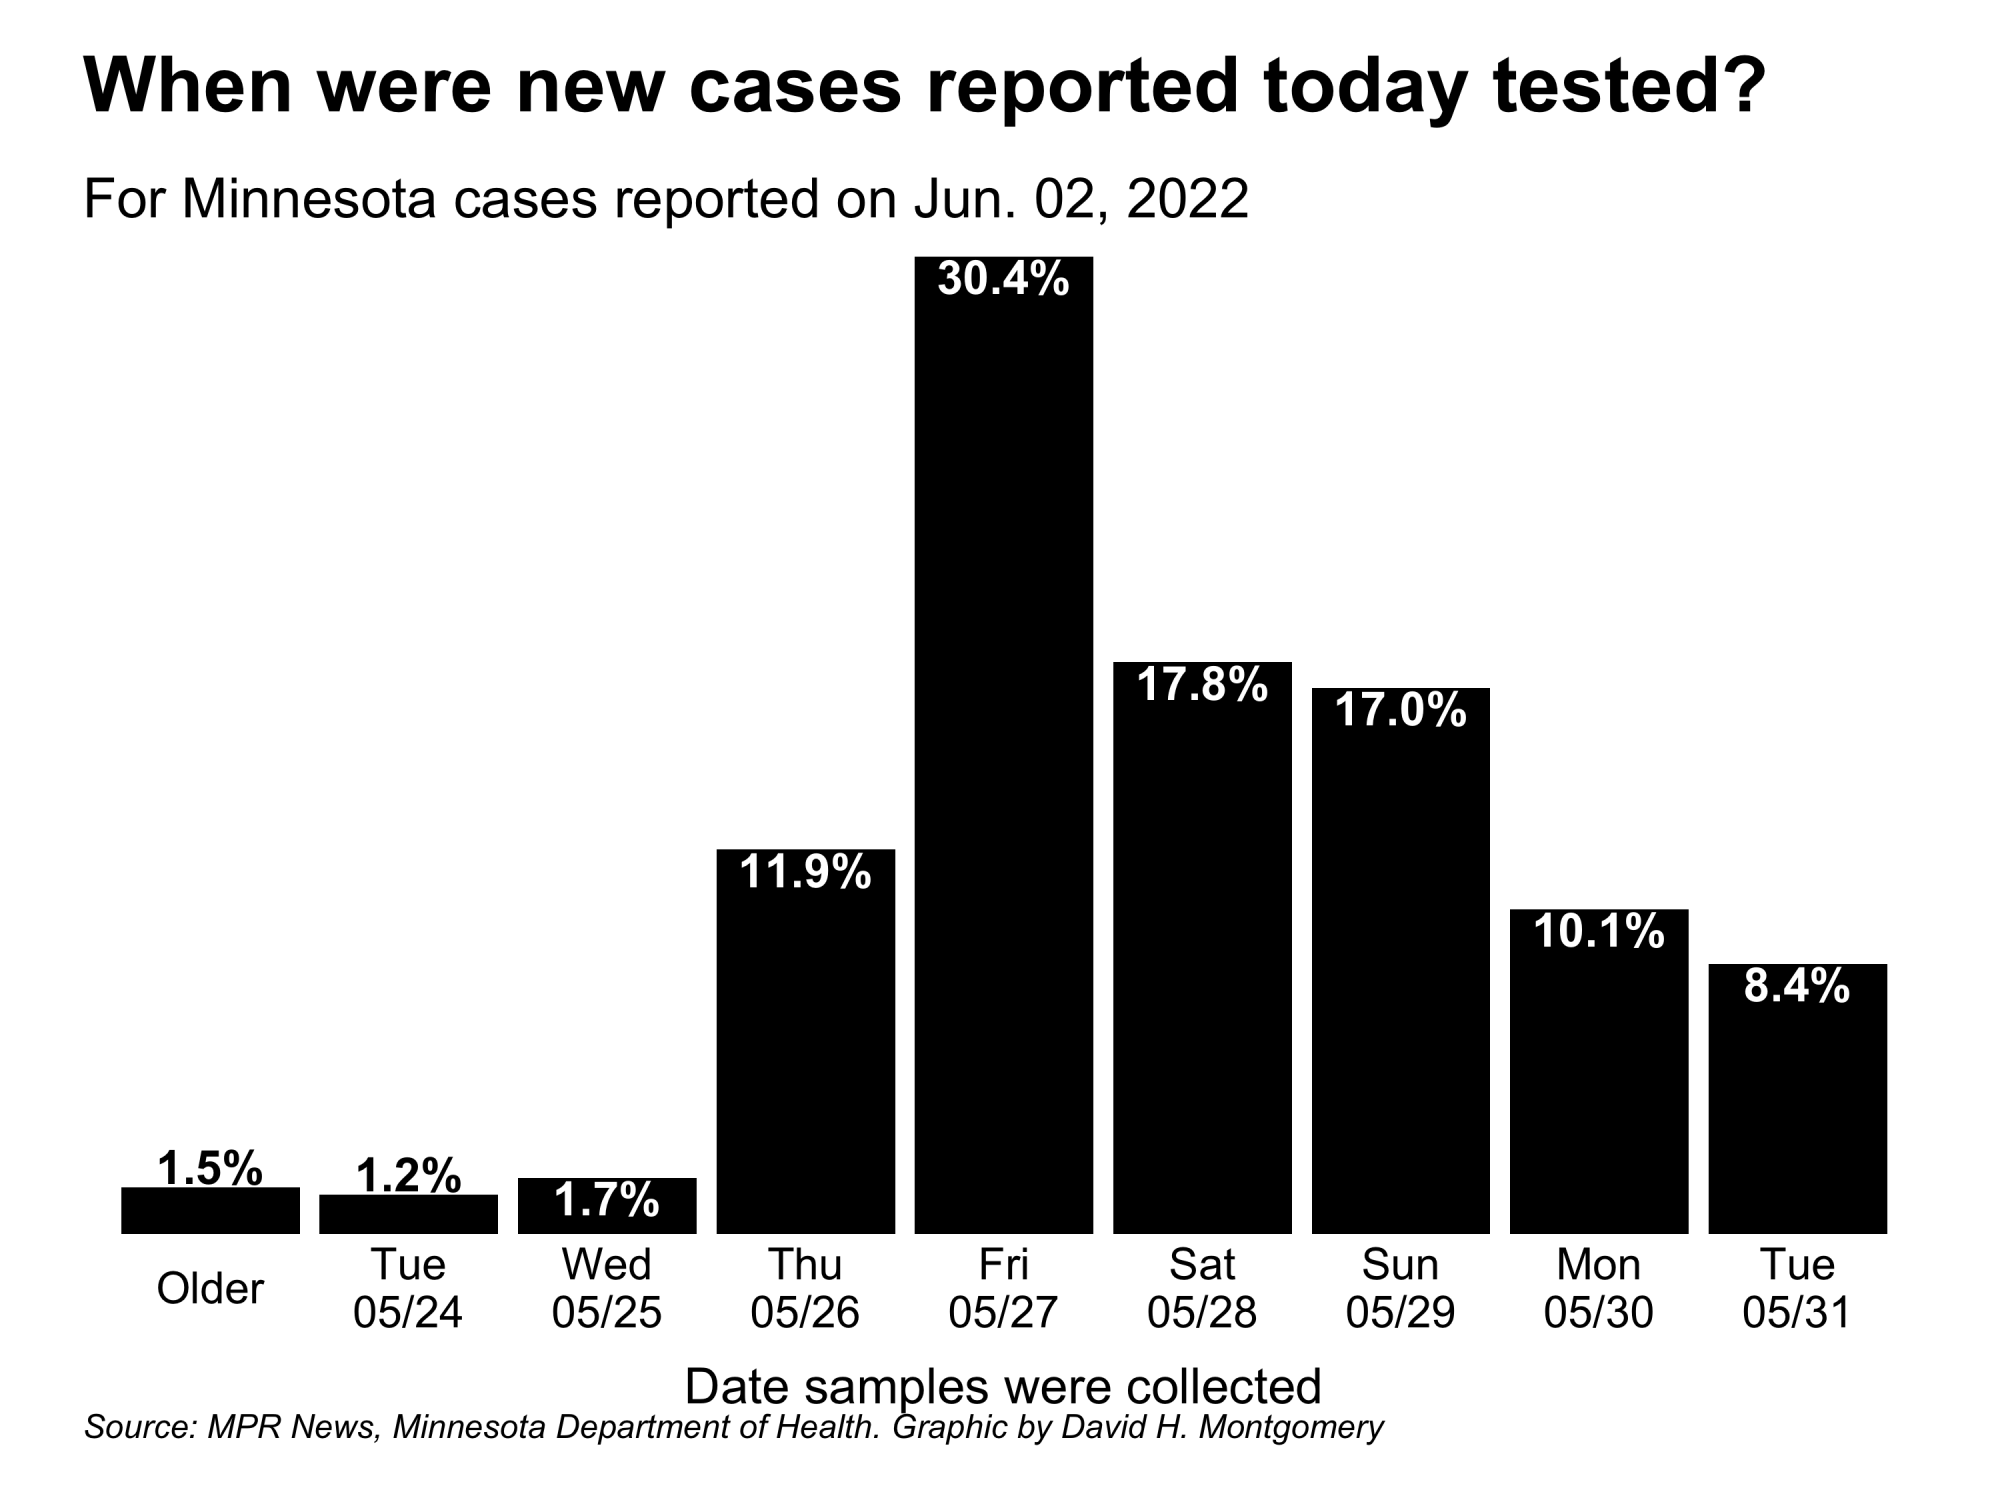 When were new cases reported today tested?
For Minnesota cases reported on Jun. 02, 2022
30.4%
17.8%
17.0%
11.9%
10.1%
8.4%
1.5%
1.2%
1.7%
Older
Tue
05/24
Wed
05/25
Thu
05/26
Fri
05/27
Sat
05/28
Sun
05/29
Mon
05/30
Tue
05/31
Date samples were collected
Source: MPR News, Minnesota Department of Health. Graphic by David H. Montgomery